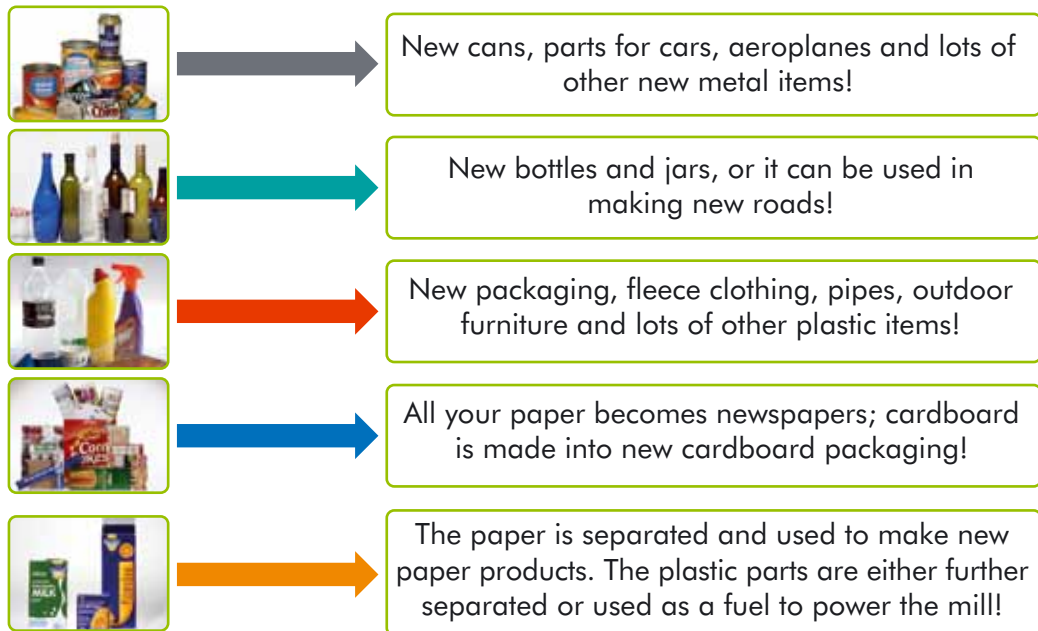 New cans, parts for cars, aeroplanes and lots of
other new metal items!
New bottles and jars, or it can be used in
making new roads!
New packaging, fleece clothing, pipes, outdoor
furniture and lots of other plastic items!
Corn
All your paper becomes newspapers; cardboard
is made into new cardboard packaging!
MILK
The paper is separated and used to make new
paper products. The plastic parts are either further
separated or used as a fuel to power the mill!